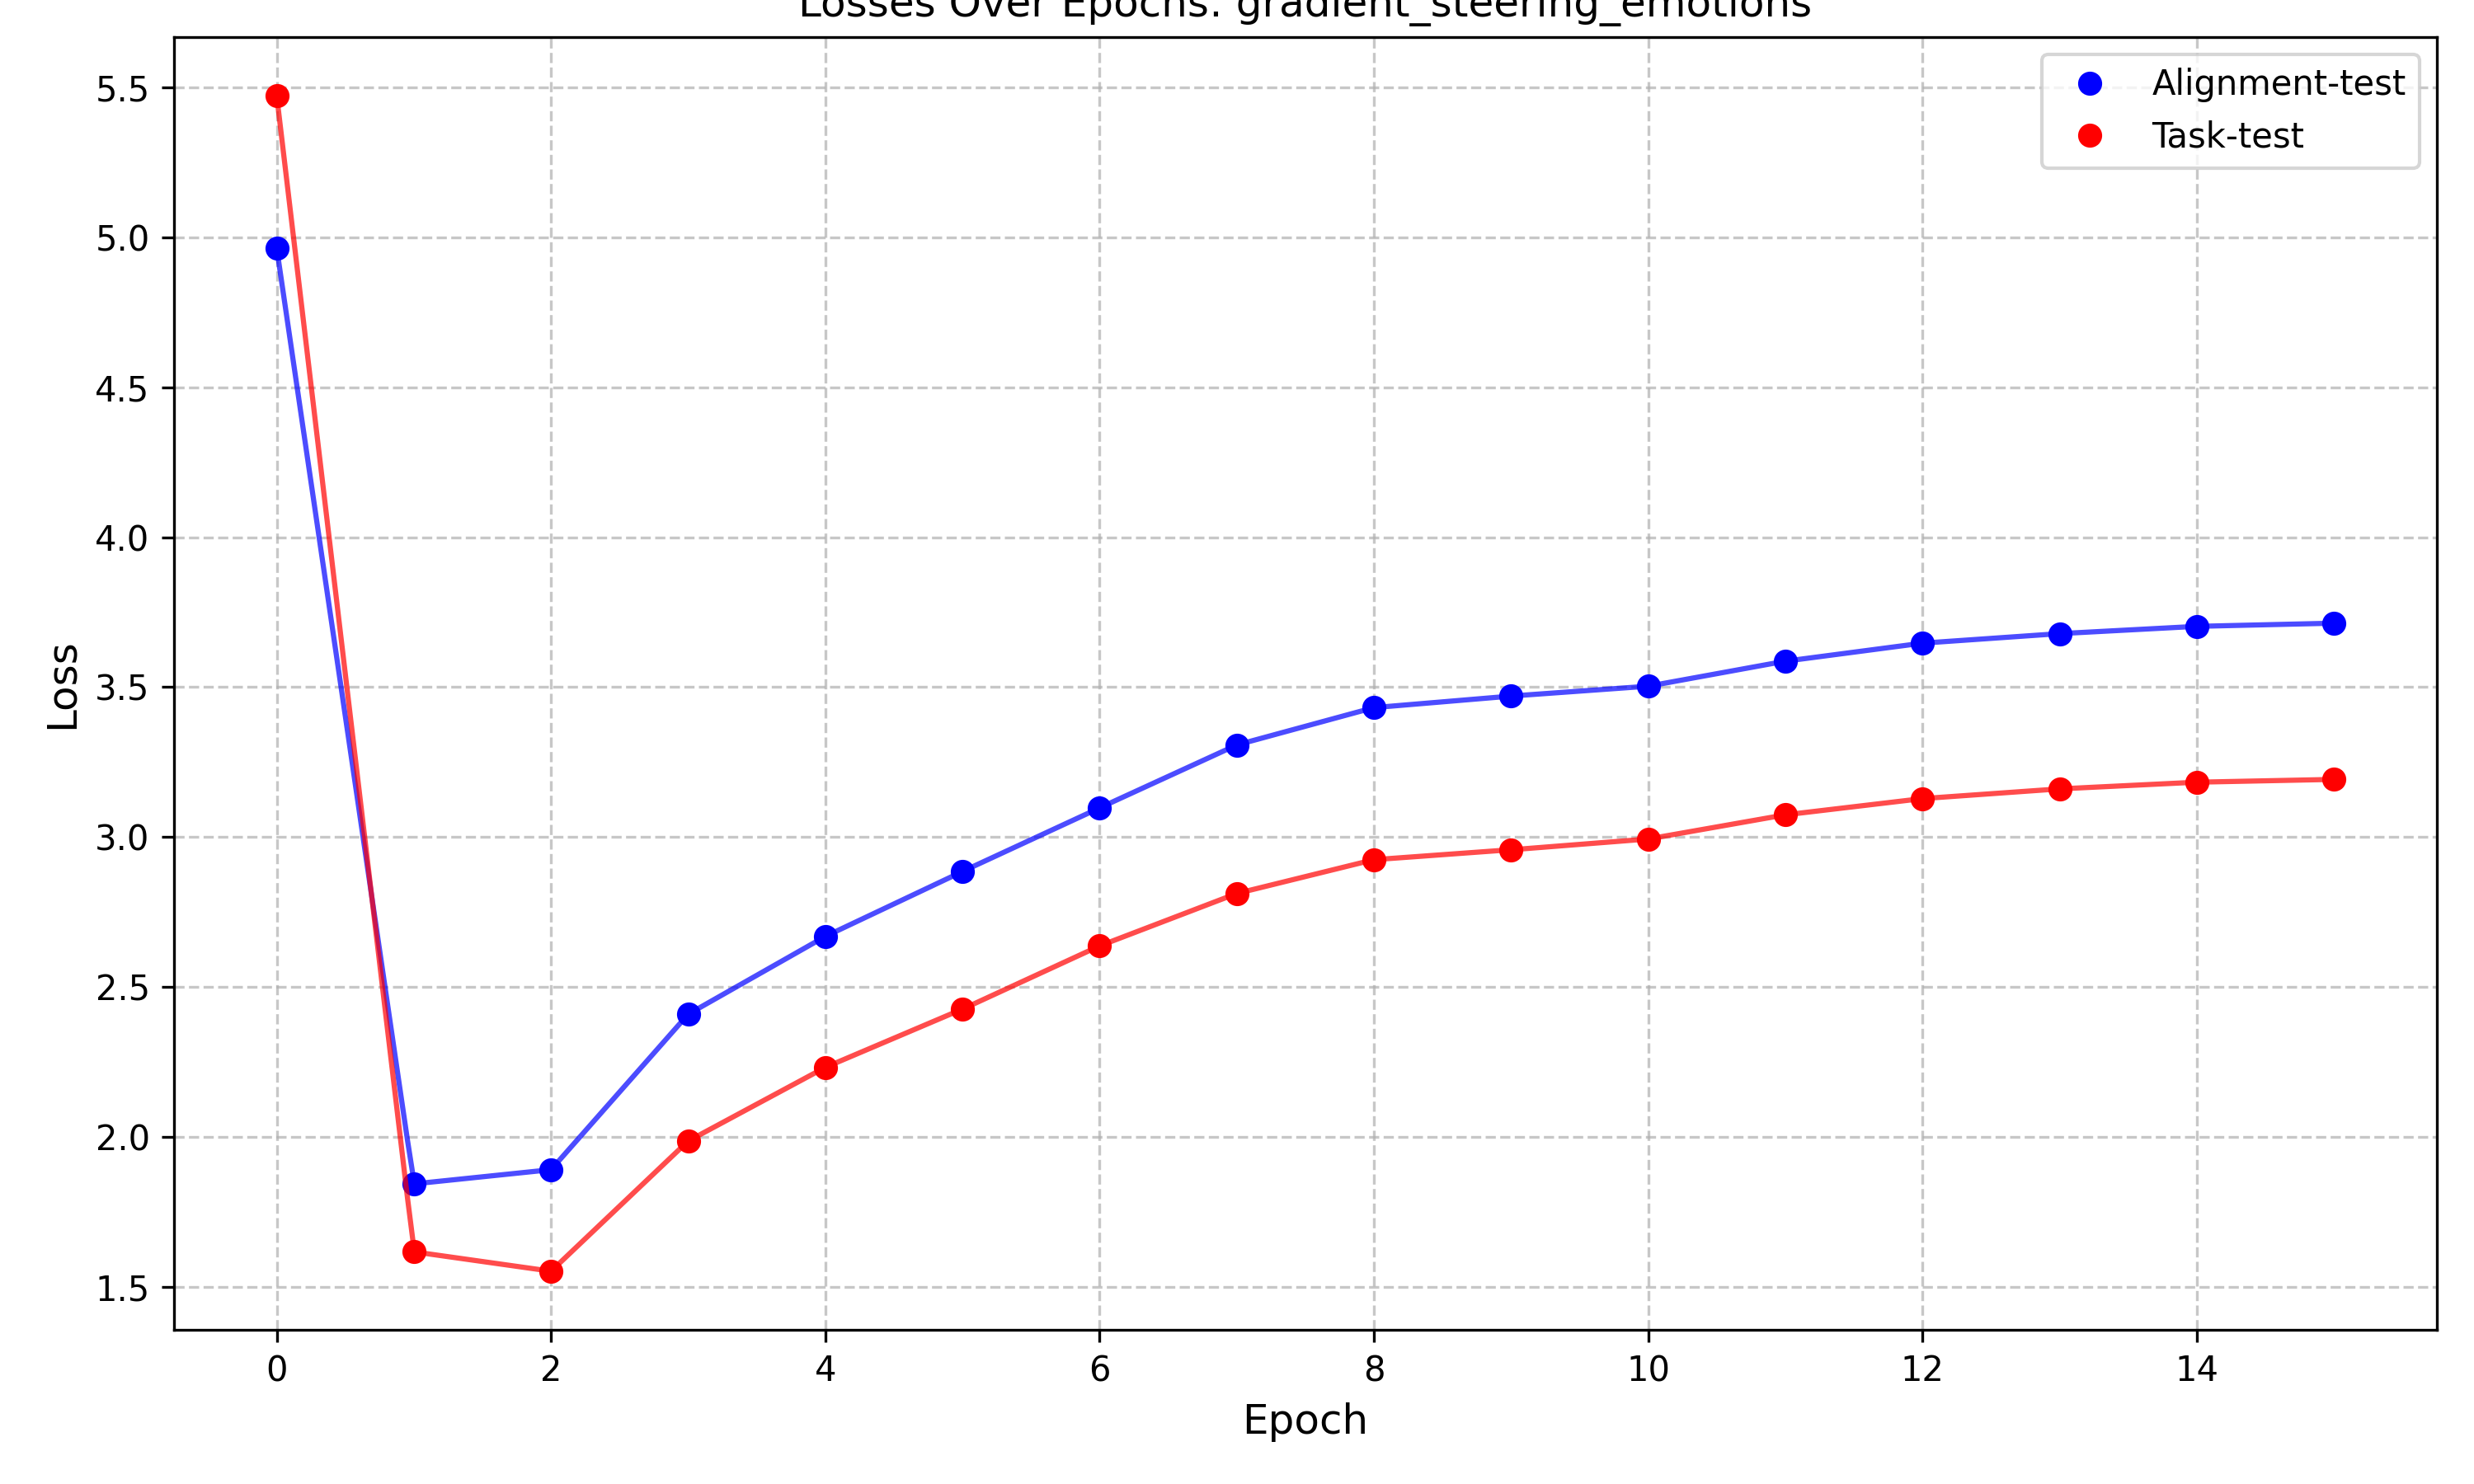 Losses Over Epochs: gradient_steering_emotions
Alignment-test
Task-test
5.5
5.0
4.5
4.0
3.5
3.0
2.5
2.0
1.5
Loss
0 2 4 6 8 10 12 14
Epoch